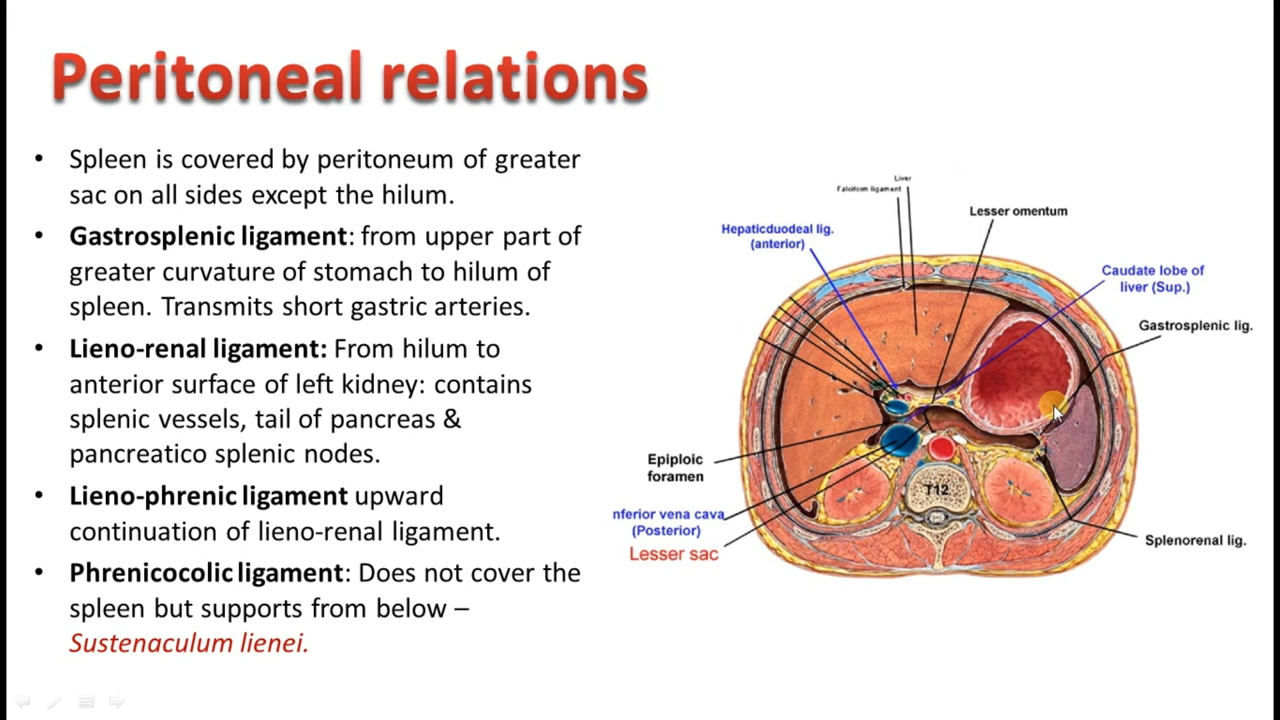 Peritoneal relations
• Spleen is covered by peritoneum of greater
sac on all sides except the hilum.
• Gastrosplenic ligament: from upper part of
greater curvature of stomach to hilum of
spleen. Transmits short gastric arteries.
• Lieno-renal ligament: From hilum to
anterior surface of left kidney: contains
splenic vessels, tail of pancreas &
pancreatico splenic nodes.
• Lieno-phrenic ligament upward
continuation of lieno-renal ligament.
• Phrenicocolic ligament: Does not cover the
spleen but supports from below –
Sustenaculum lienei.
Liver
Falciform ligament
Lesser omentum
Hepaticduodeal lig.
(anterior)
Caudate lobe of
liver (Sup.)
Gastrosplenic lig.
Epiploic
foramen
T12
nferior vena cava
(Posterior)
Lesser sac
Splenorenal lig.